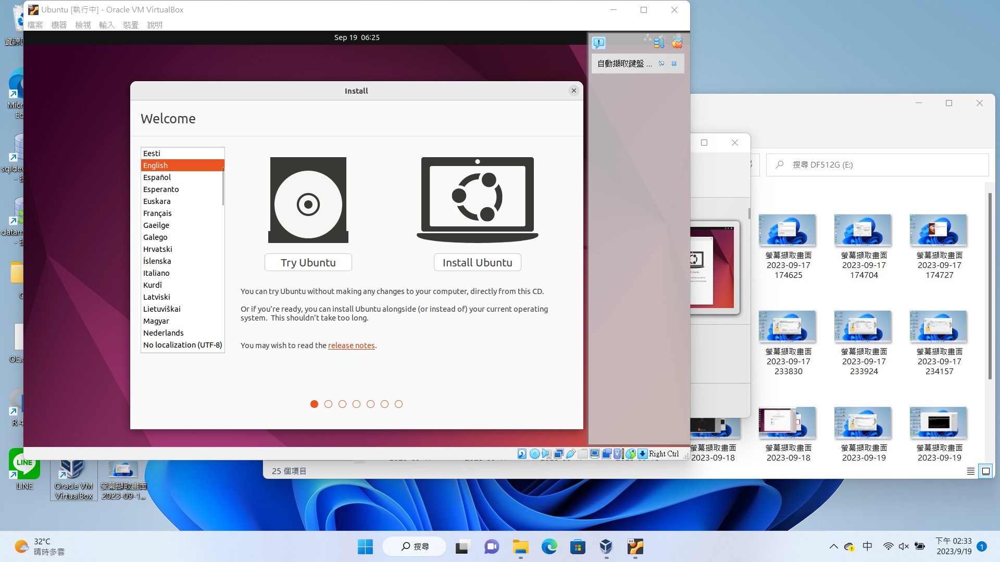 Ubuntu [執行中] - Oracle VM VirtualBox
檔案 機器 檢視 輸入 裝置 說明
Sep 19 06:25
自動擷取鍵盤 ...
Install
Welcome
Eesti
English
Español
Esperanto
Euskara
Français
Gaeilge
Galego
Hrvatski
Íslenska
Italiano
Kurdî
Latviski
Lietuviškai
Magyar
Nederlands
No localization (UTF-8)
Try Ubuntu
Install Ubuntu
You can try Ubuntu without making any changes to your computer, directly from this CD.
Or if you're ready, you can install Ubuntu alongside (or instead of) your current operating
system. This shouldn't take too long.
You may wish to read the release notes.
Right Ctrl
搜尋 DF512G (E:)
螢幕擷取畫面
2023-09-17
174625
螢幕擷取畫面
2023-09-17
174704
螢幕擷取畫面
2023-09-17
174727
螢幕擷取畫面
2023-09-17
233830
螢幕擷取畫面
2023-09-17
233924
螢幕擷取畫面
2023-09-17
234157
螢幕擷取畫面
2023-09-18
螢幕擷取畫面
2023-09-18
螢幕擷取畫面
2023-09-19
螢幕擷取畫面
2023-09-19
25 個項目
資源
Micr
sqldev
datam
R 4
LINE
LINE
Oracle VM
VirtualBox
螢幕擷取畫面
2023-09-1...
32°C
晴時多雲
搜尋
64
中
下午 02:33
2023/9/19
1